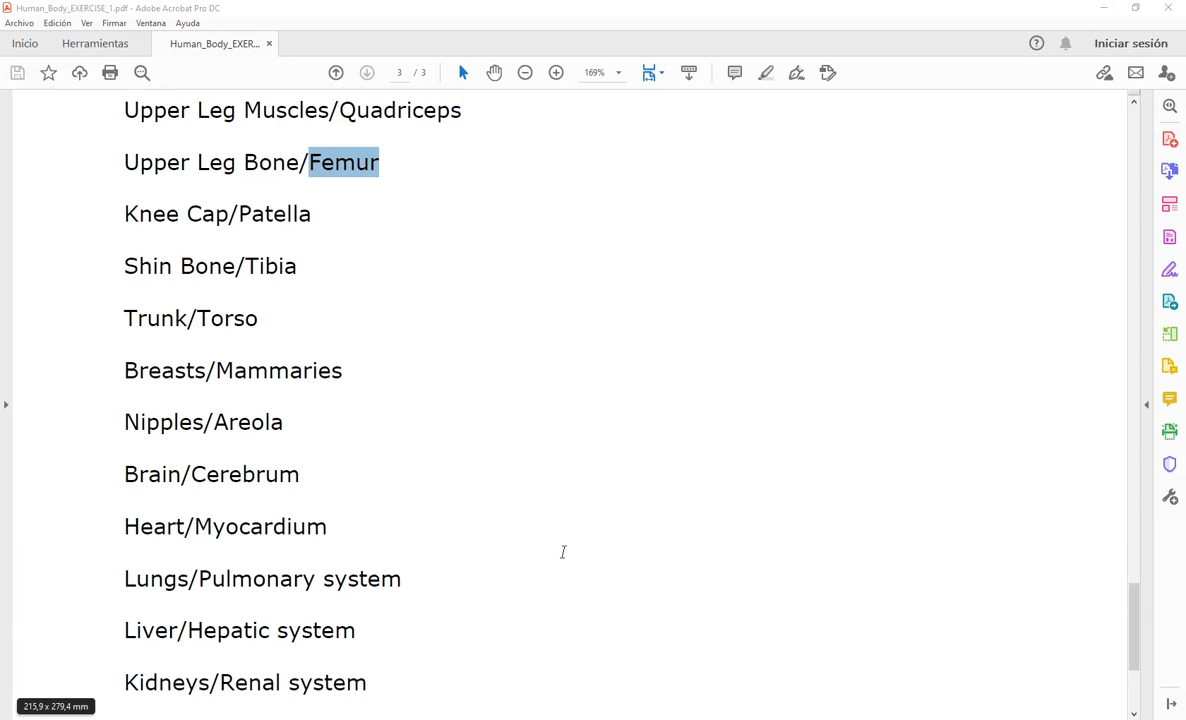 Human_Body_EXERCISE_1.pdf - Adobe Acrobat Pro DC
Archivo Edición Ver Firmar Ventana Ayuda
Inicio Herramientas Human_Body_EXER... × Iniciar sesión
3 / 3 169%
Upper Leg Muscles/Quadriceps
Upper Leg Bone/Femur
Knee Cap/Patella
Shin Bone/Tibia
Trunk/Torso
Breasts/Mammaries
Nipples/Areola
Brain/Cerebrum
Heart/Myocardium
Lungs/Pulmonary system
Liver/Hepatic system
Kidneys/Renal system
215,9 x 279,4 mm